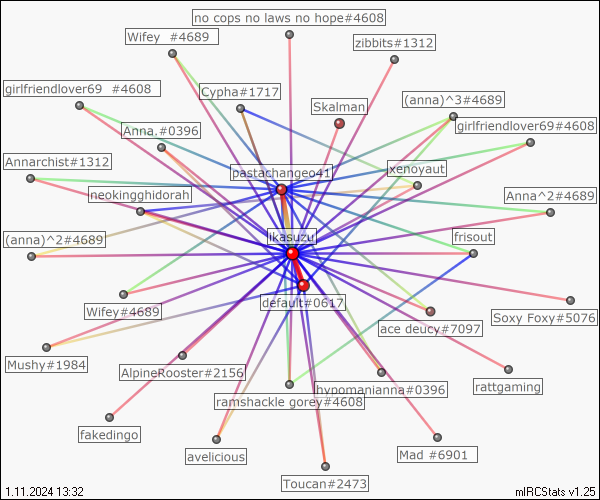 no cops no laws no hope#4608
Wifey  #4689
zibbits#1312
girlfriendlover69  #4608
Cypha#1717
Skalman
(anna)^3#4689
Anna.#0396
girlfriendlover69#4608
Annarchist#1312
pastachangeo41
xenoyaut
neokingghidorah
Anna^2#4689
(anna)^2#4689
ikasuzu
frisout
Wifey#4689
default#0617
Soxy Foxy#5076
ace deucy#7097
Mushy#1984
AlpineRooster#2156
hypomanianna#0396
rattgaming
ramshackle gorey#4608
fakedingo
avelicious
Mad #6901
Toucan#2473
1.11.2024 13:32
mIRCStats v1.25